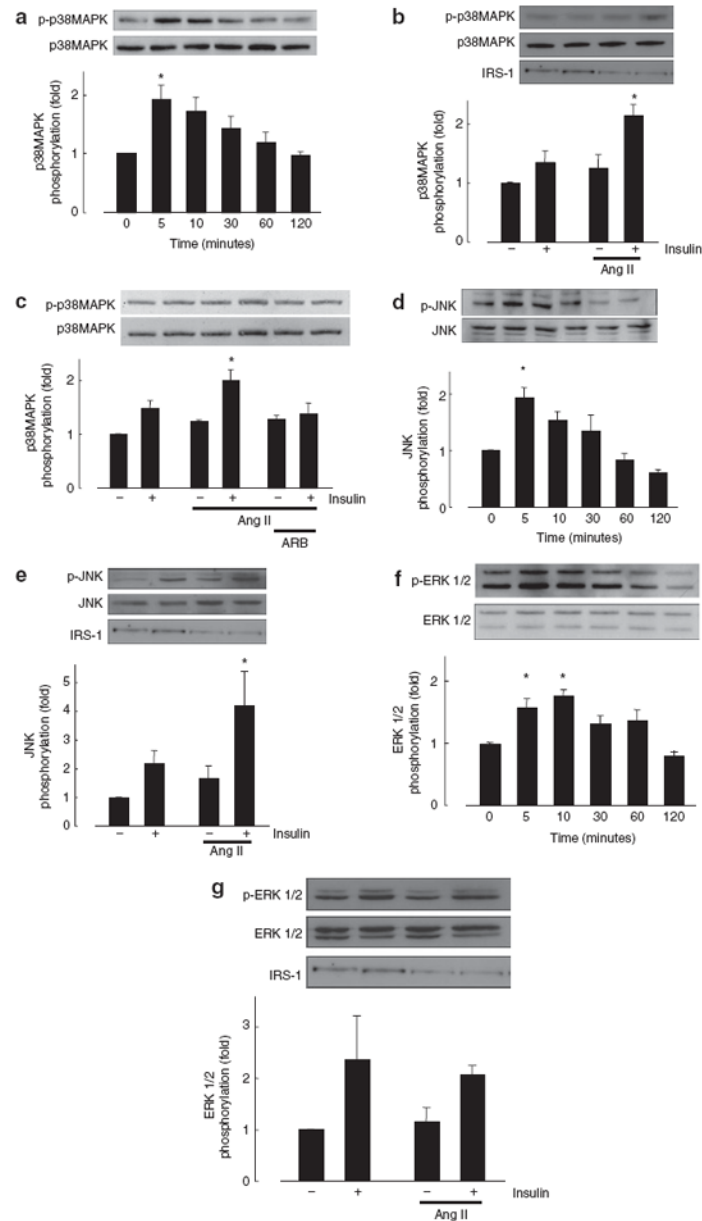 a
p-p38MAPK
p38MAPK
p38MAPK
phosphorylation (fold)
2
1
0
*
0 5 10 30 60 120
Time (minutes)
b
p-p38MAPK
p38MAPK
IRS-1
p38MAPK
phosphorylation (fold)
2
1
0
*
– + – + Insulin
Ang II
c
p-p38MAPK
p38MAPK
p38MAPK
phosphorylation (fold)
2
1
0
*
– + – + – + Insulin
Ang II
ARB
d
p-JNK
JNK
JNK
phosphorylation (fold)
2
1
0
*
0 5 10 30 60 120
Time (minutes)
e
p-JNK
JNK
IRS-1
JNK
phosphorylation (fold)
5
4
3
2
1
0
*
– + – + Insulin
Ang II
f
p-ERK 1/2
ERK 1/2
ERK 1/2
phosphorylation (fold)
2
1
0
* *
0 5 10 30 60 120
Time (minutes)
g
p-ERK 1/2
ERK 1/2
IRS-1
ERK 1/2
phosphorylation (fold)
3
2
1
0
– + – + Insulin
Ang II